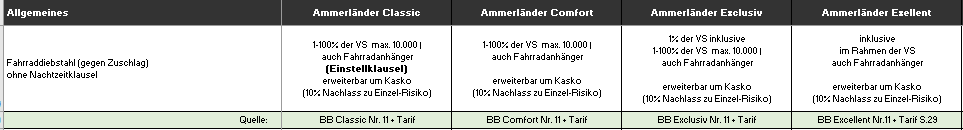 Allgemeines Ammerländer Classic Ammerländer Comfort Ammerländer Exclusiv Ammerländer Exellent
Fahrraddiebstahl (gegen Zuschlag)
ohne Nachtzeitklausel
1-100% der VS max. 10.000 |
auch Fahrradanhänger
(Einstellklausel)
erweiterbar um Kasko
(10% Nachlass zu Einzel-Risiko)
1-100% der VS max. 10.000 |
auch Fahrradanhänger
erweiterbar um Kasko
(10% Nachlass zu Einzel-Risiko)
1% der VS inklusive
1-100% der VS max. 10.000 |
auch Fahrradanhänger
erweiterbar um Kasko
(10% Nachlass zu Einzel-Risiko)
inklusive
im Rahmen der VS
auch Fahrradanhänger
erweiterbar um Kasko
(10% Nachlass zu Einzel-Risiko)
Quelle: BB Classic Nr. 11 + Tarif BB Comfort Nr. 11 + Tarif BB Exclusiv Nr. 11 + Tarif BB Excellent Nr.11 + Tarif S.29